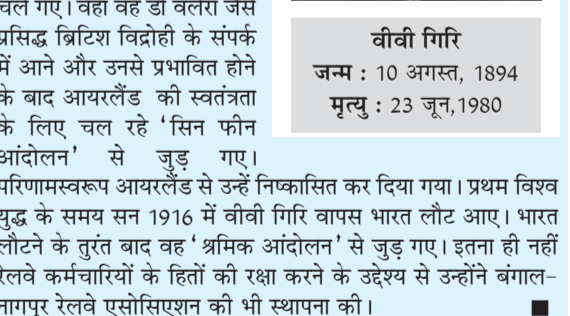 चले गए। वहां वह डी वलेरा जैसे
प्रसिद्ध ब्रिटिश विद्रोही के संपर्क
में आने और उनसे प्रभावित होने
के बाद आयरलैंड की स्वतंत्रता
के लिए चल रहे ‘सिन फीन
आंदोलन’ से जुड़ गए।
वीवी गिरि
जन्म : 10 अगस्त, 1894
मृत्यु : 23 जून,1980
परिणामस्वरूप आयरलैंड से उन्हें निष्कासित कर दिया गया। प्रथम विश्व
युद्ध के समय सन 1916 में वीवी गिरि वापस भारत लौट आए। भारत
लौटने के तुरंत बाद वह ‘श्रमिक आंदोलन’ से जुड़ गए। इतना ही नहीं
रेलवे कर्मचारियों के हितों की रक्षा करने के उद्देश्य से उन्होंने बंगाल-
नागपुर रेलवे एसोसिएशन की भी स्थापना की।